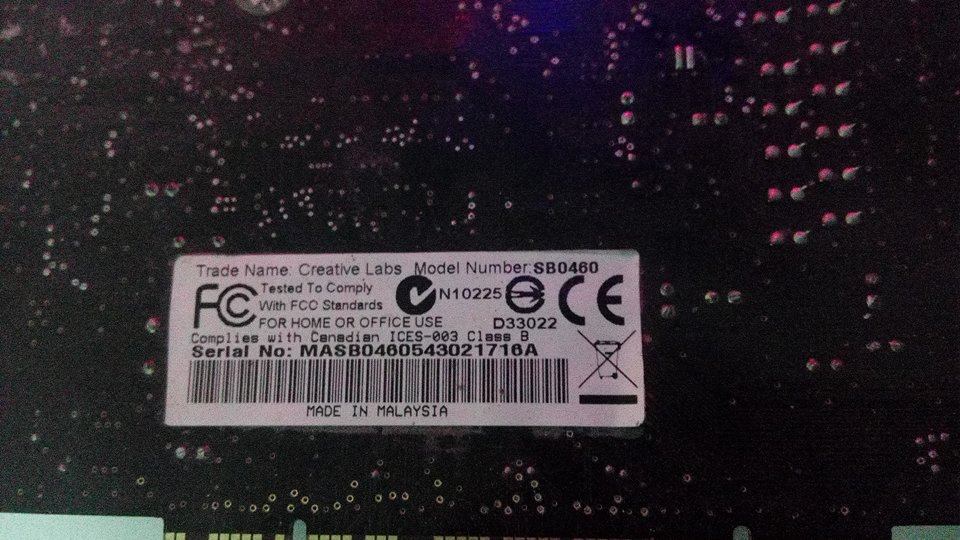 Trade Name: Creative Labs Model Number: SB0460
FC Tested To Comply
With FCC Standards
N10225
FOR HOME OR OFFICE USE D33022
CE
Complies with Canadian ICES-003 Class B
Serial No: MASB0460543021716A
MADE IN MALAYSIA